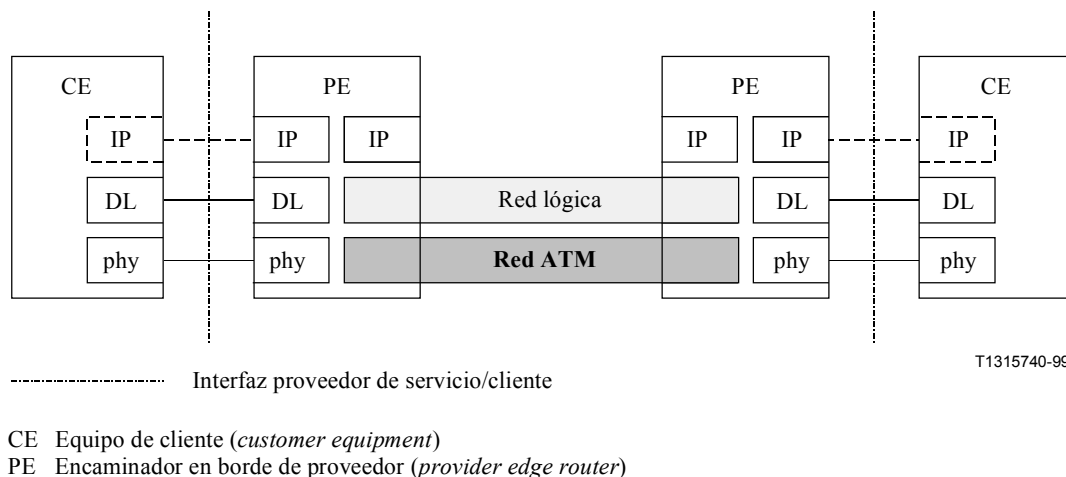 CE PE PE CE
IP IP IP IP IP IP
DL DL Red lógica DL DL
phy phy Red ATM phy phy
T1315740-99
Interfaz proveedor de servicio/cliente
CE Equipo de cliente (customer equipment)
PE Encaminador en borde de proveedor (provider edge router)